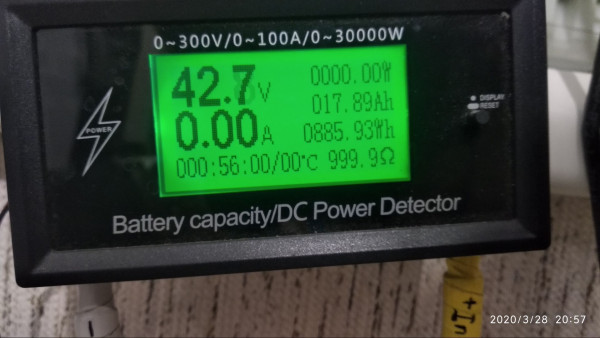 0~300V/0~100A/0~30000W
42.7V
0000.00W
017.89Ah
0.00A
0885.93Wh
000:56:00/00°C 999.9Ω
POWER
DISPLAY
RESET
Battery capacity/DC Power Detector
2020/3/28 20:57